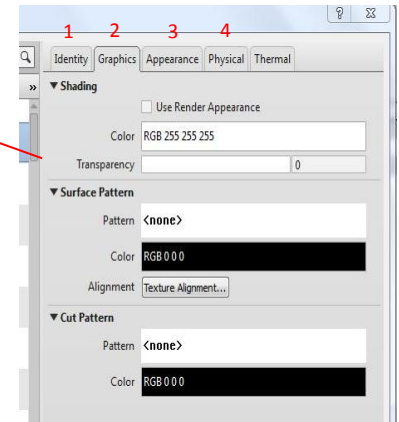 ? X
1 2 3 4
Identity Graphics Appearance Physical Thermal
»
▼ Shading
Use Render Appearance
Color RGB 255 255 255
Transparency 0
▼ Surface Pattern
Pattern <none>
Color RGB 0 0 0
Alignment Texture Alignment...
▼ Cut Pattern
Pattern <none>
Color RGB 0 0 0